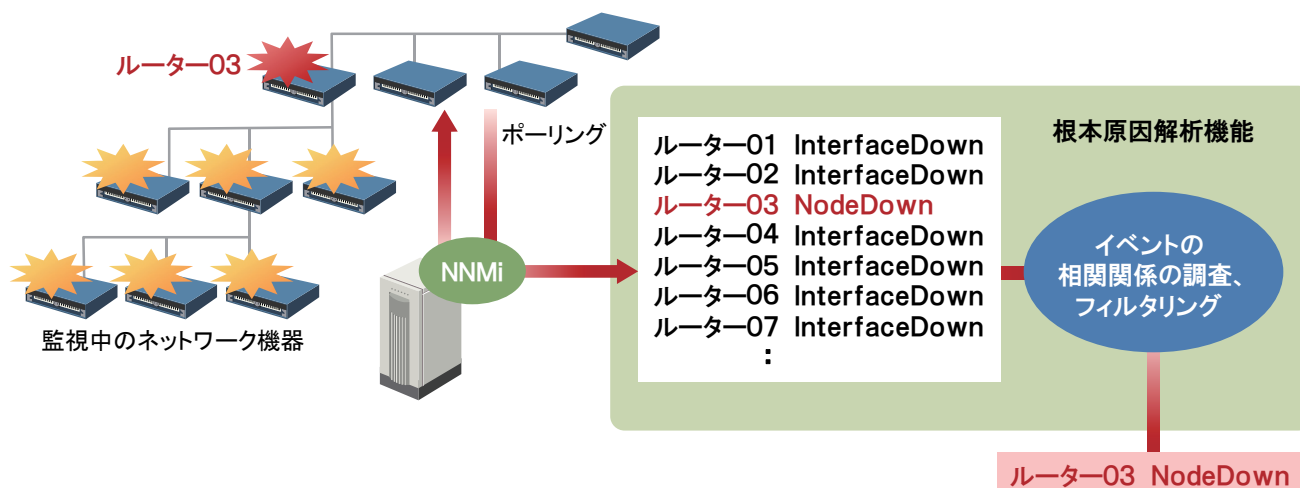 ルーター03
ポーリング
監視中のネットワーク機器
NNMi
ルーター01 InterfaceDown
ルーター02 InterfaceDown
ルーター03 NodeDown
ルーター04 InterfaceDown
ルーター05 InterfaceDown
ルーター06 InterfaceDown
ルーター07 InterfaceDown
:
根本原因解析機能
イベントの
相関関係の調査、
フィルタリング
ルーター03 NodeDown